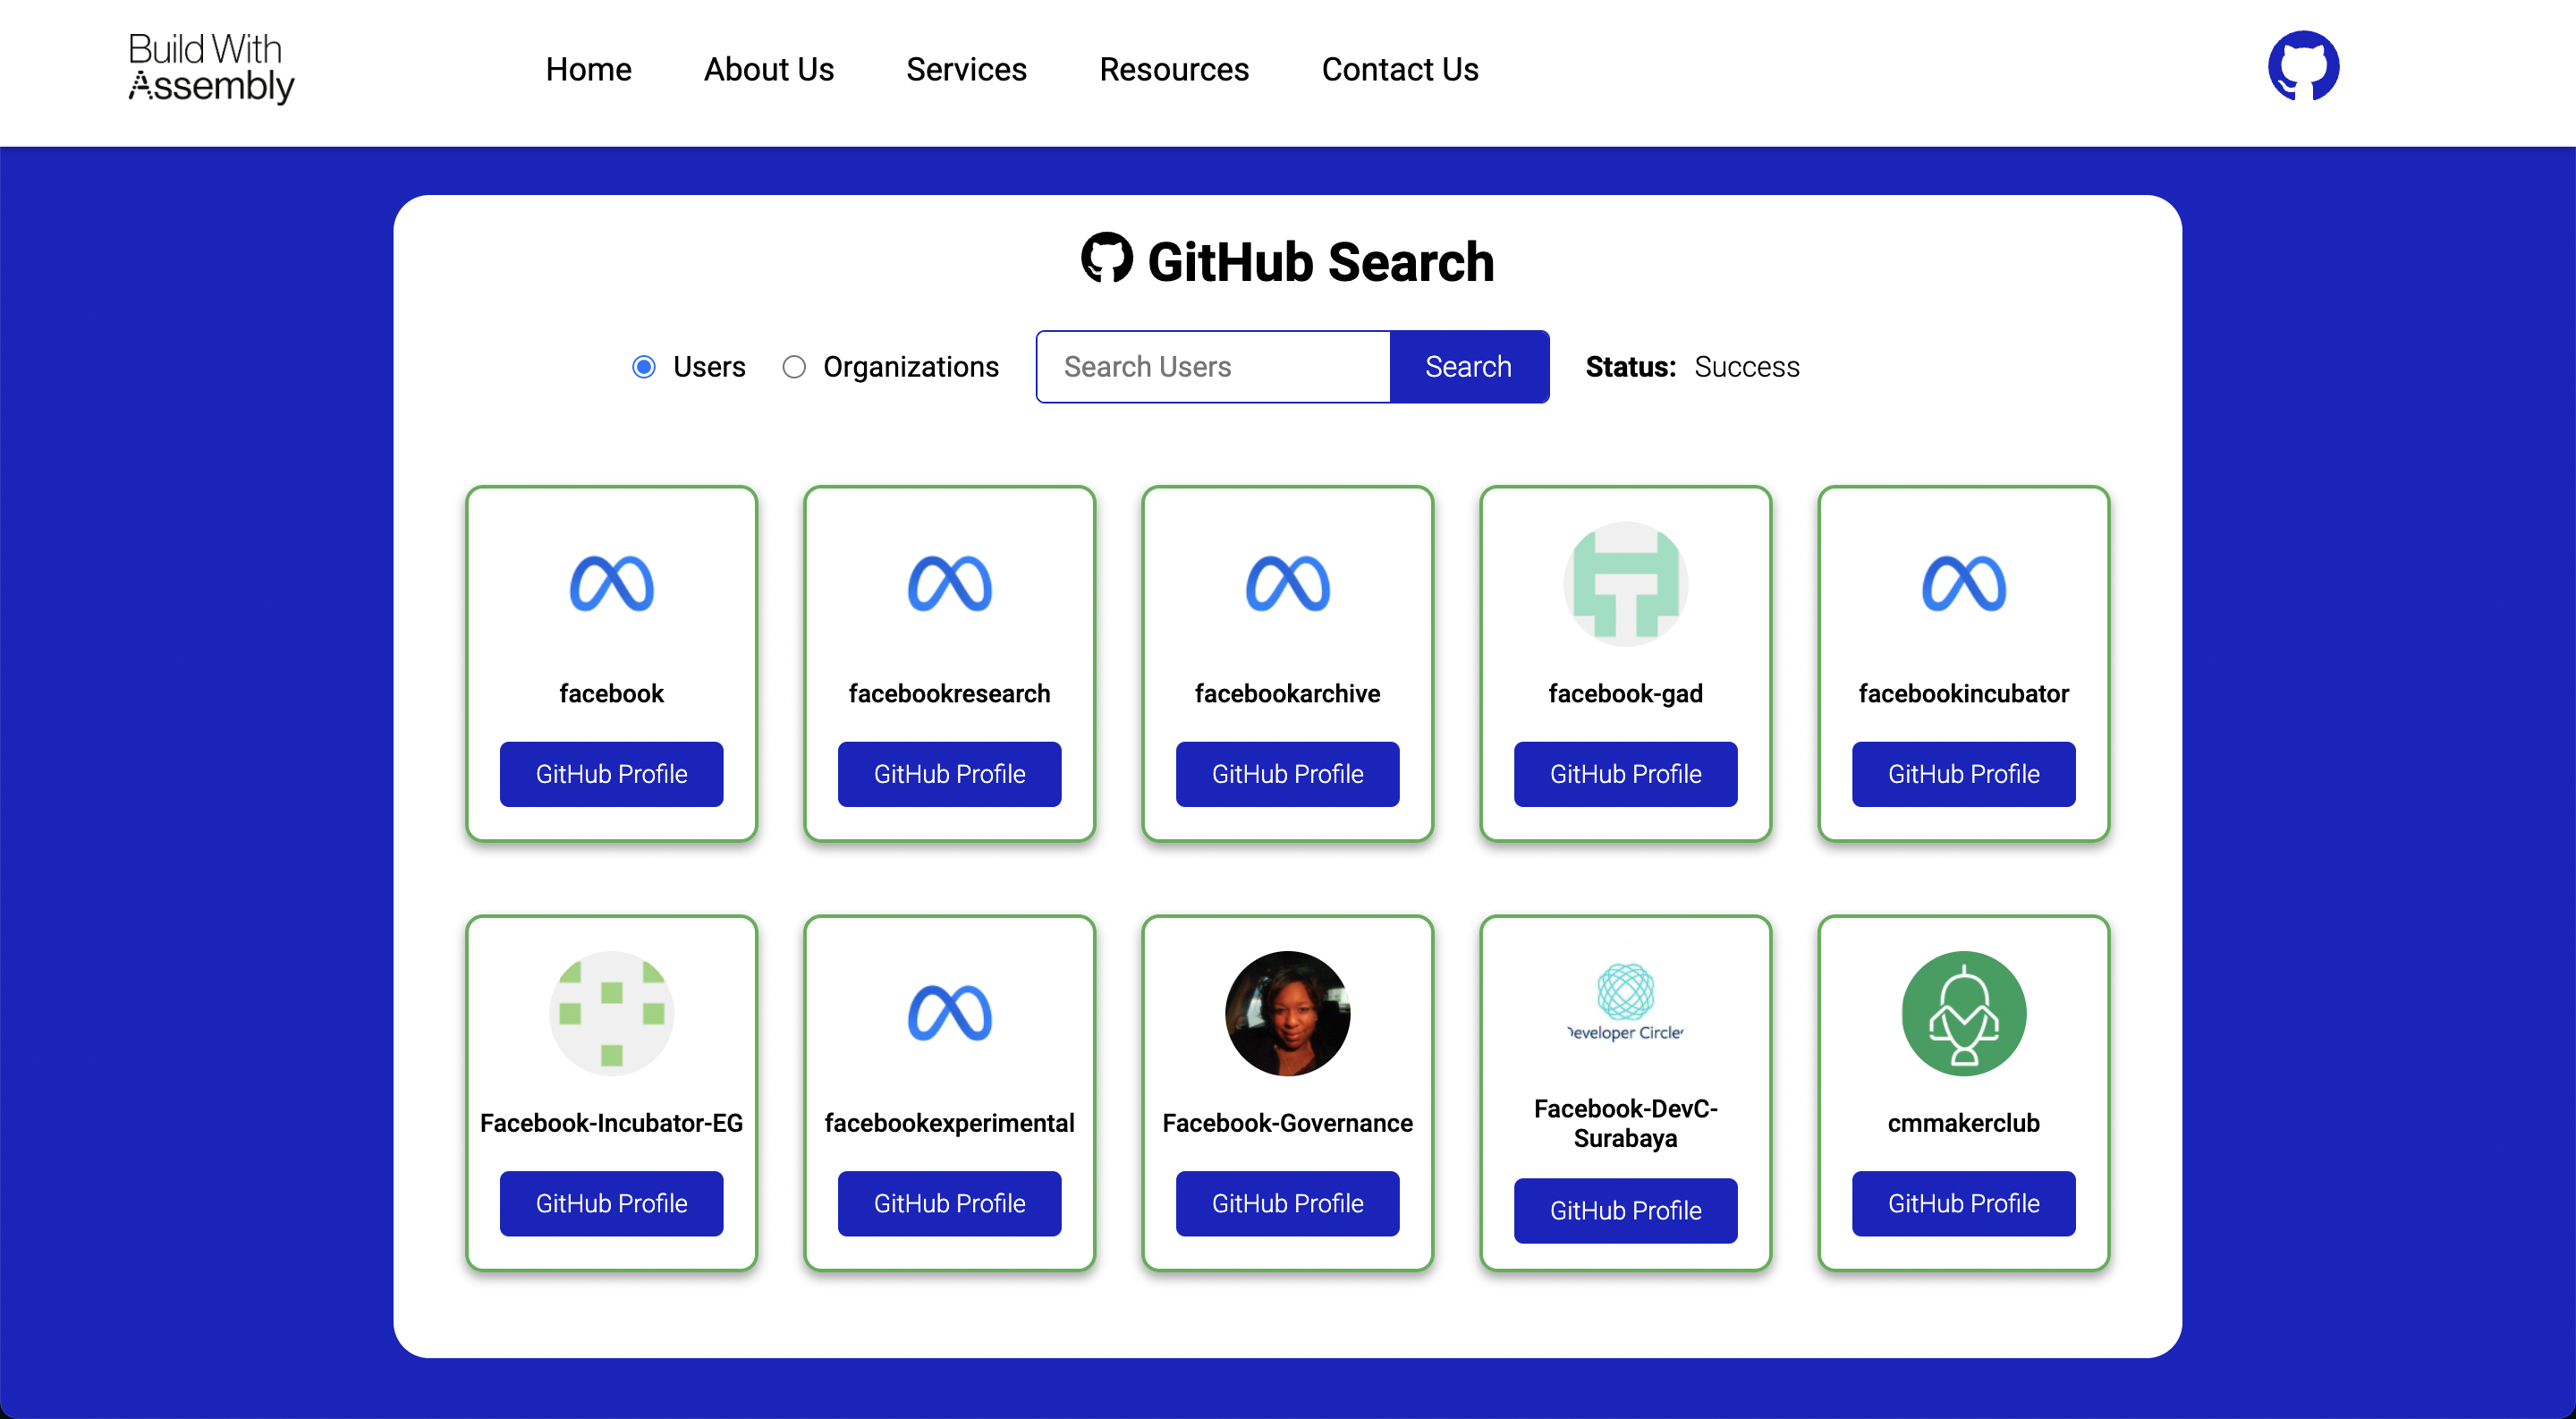 Build With
Assembly
Home About Us Services Resources Contact Us
GitHub Search
Users Organizations Search Users Search Status: Success
facebook facebookresearch facebookarchive facebook-gad facebookincubator
GitHub Profile GitHub Profile GitHub Profile GitHub Profile GitHub Profile
Developer Circles
Facebook-Incubator-EG facebookexperimental Facebook-Governance Facebook-DevC-
Surabaya cmmakerclub
GitHub Profile GitHub Profile GitHub Profile GitHub Profile GitHub Profile